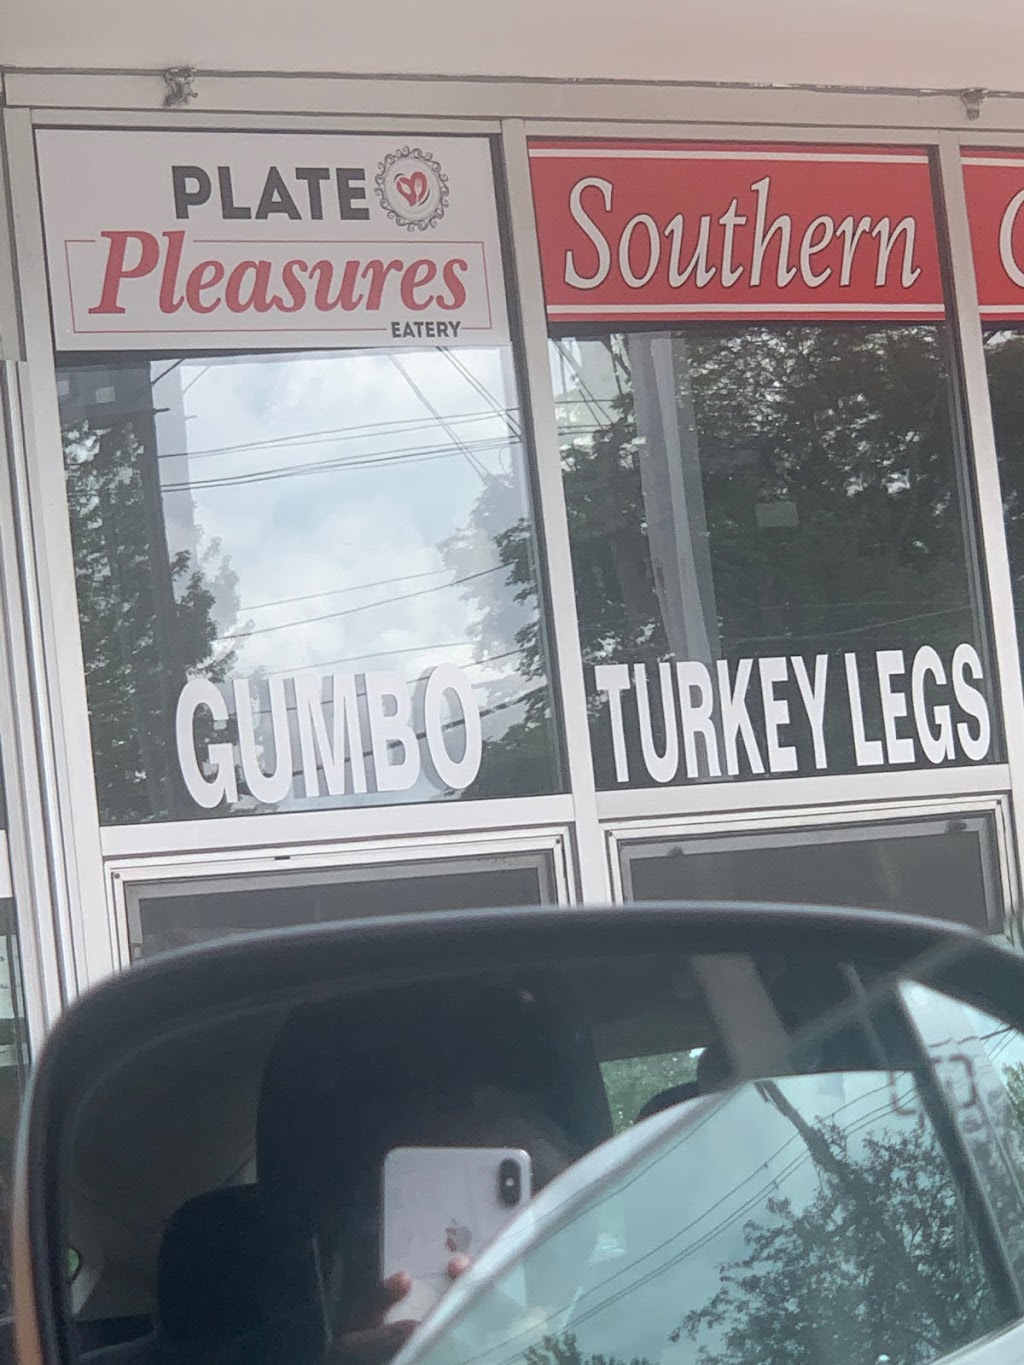 PLATE
Pleasures
EATERY
Southern
GUMBO
TURKEY LEGS